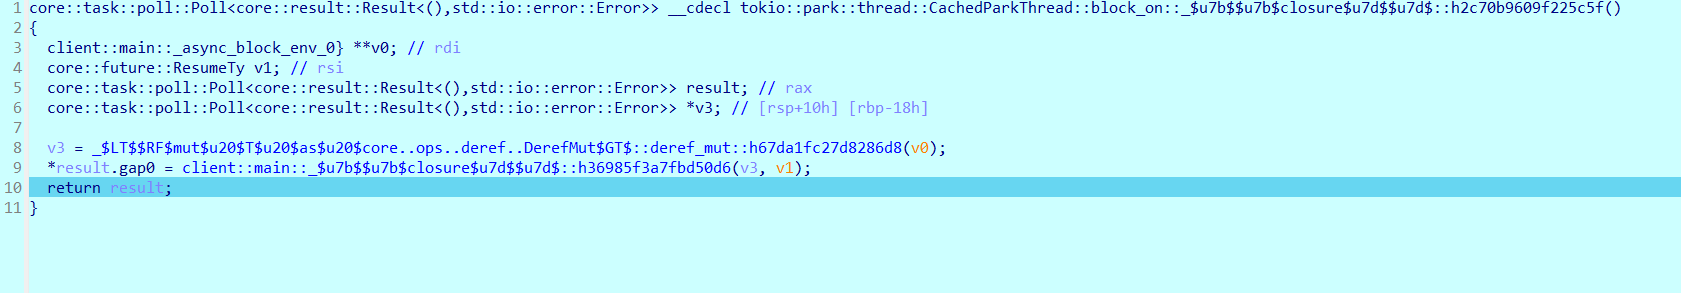 1 core::task::poll::Poll<core::result::Result<(),std::io::error::Error>> __cdecl tokio::park::thread::CachedParkThread::block_on::_$u7b$$u7b$closure$u7d$$u7d$::h2c70b9609f225c5f()
2 {
3 client::main::_async_block_env_0} **v0; // rdi
4 core::future::ResumeTy v1; // rsi
5 core::task::poll::Poll<core::result::Result<(),std::io::error::Error>> result; // rax
6 core::task::poll::Poll<core::result::Result<(),std::io::error::Error>> *v3; // [rsp+10h] [rbp-18h]
7
8 v3 = _$LT$$RF$mut$u20$T$u20$as$u20$core..ops..deref..DerefMut$GT$::deref_mut::h67da1fc27d8286d8(v0);
9 *result.gap0 = client::main::_$u7b$$u7b$closure$u7d$$u7d$::h36985f3a7fbd50d6(v3, v1);
10 return result;
11 }